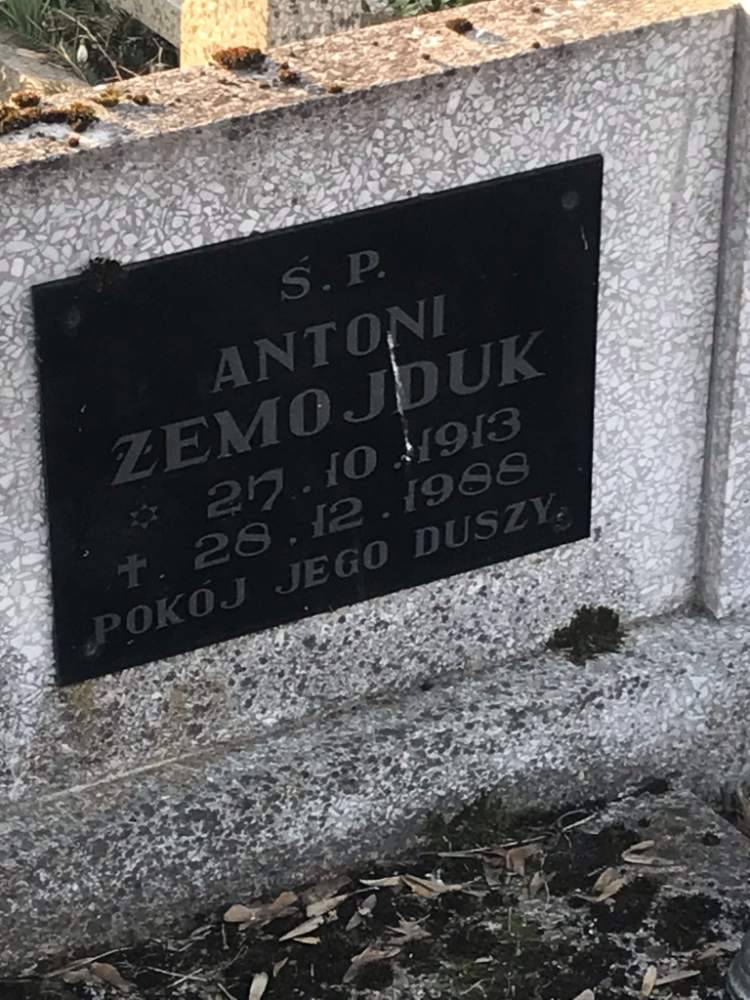 Ś. P.
ANTONI
ŻEMOJDUK
✡ 27.10.1913
✝ 28.12.1988
POKÓJ JEGO DUSZY